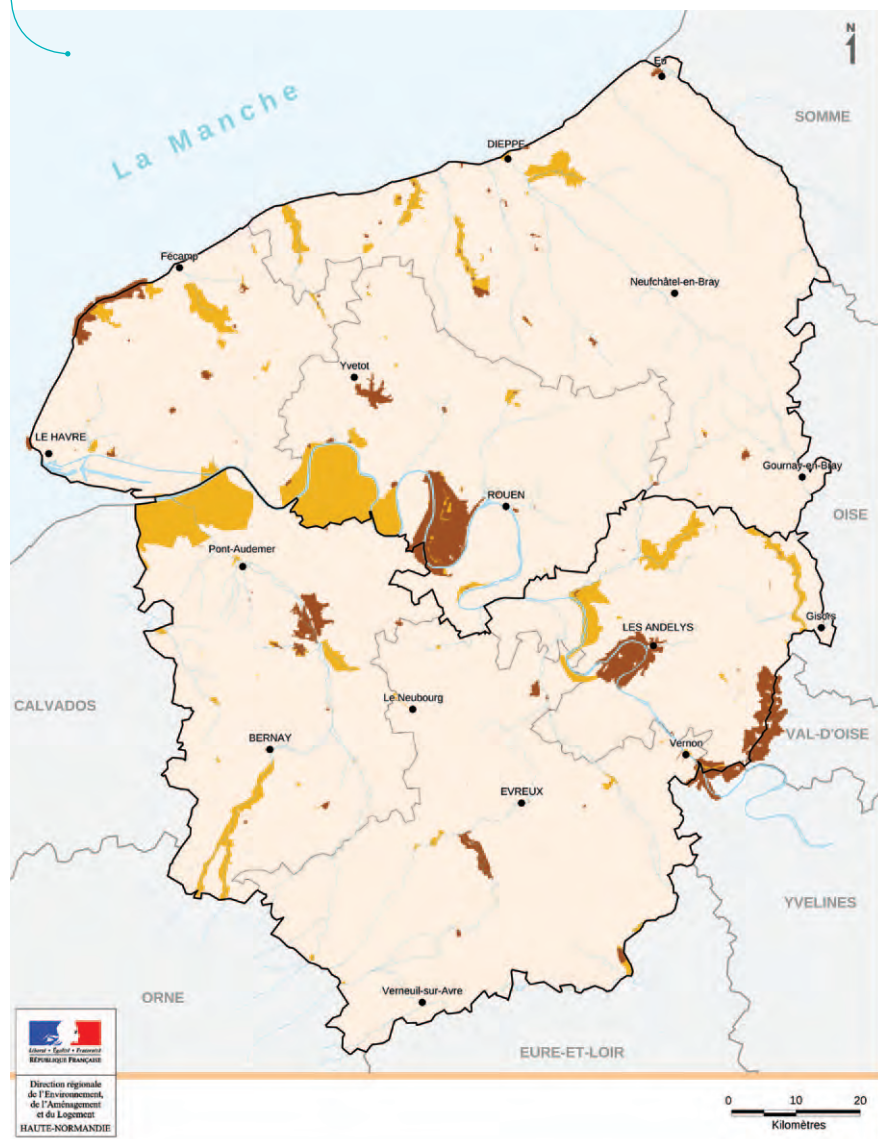 N
La Manche
Eu
SOMME
DIEPPE
Fécamp
Neufchâtel-en-Bray
Yvetot
LE HAVRE
Gournay-en-Bray
ROUEN
OISE
Pont-Audemer
Gisors
LES ANDELYS
CALVADOS
Le Neubourg
VAL-D'OISE
BERNAY
Vernon
EVREUX
YVELINES
Verneuil-sur-Avre
ORNE
EURE-ET-LOIR
Liberté • Égalité • Fraternité
RÉPUBLIQUE FRANÇAISE
Direction régionale
de l'Environnement,
de l'Aménagement
et du Logement
HAUTE-NORMANDIE
0 10 20
Kilomètres